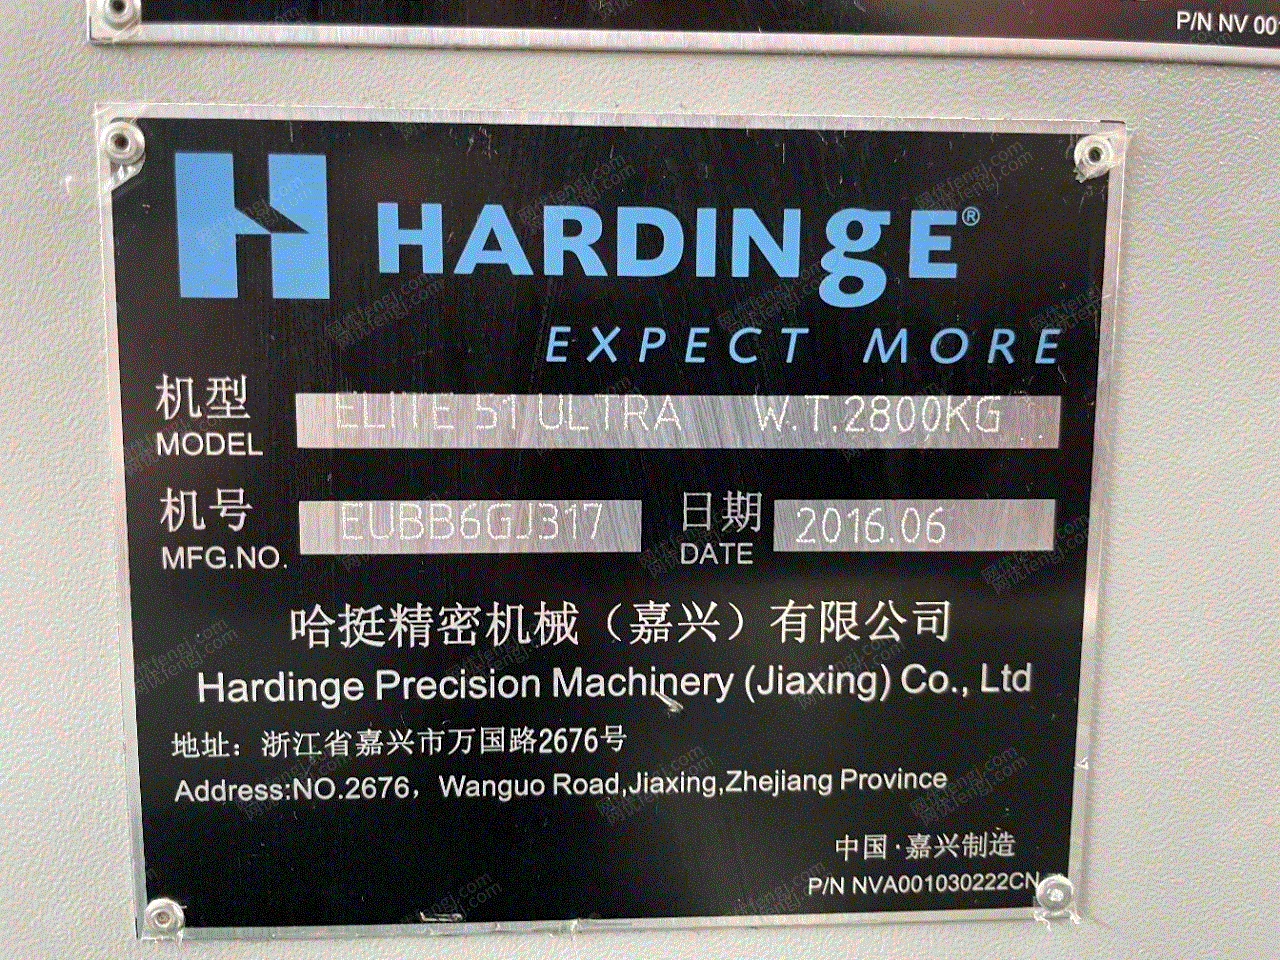 P/N NV 001
HARDINGE®
EXPECT MORE
机型 ELITE 51 ULTRA W.T.2800KG
MODEL
机号 EUBB6GJ317 日期 2016.06
MFG.NO. DATE
哈挺精密机械（嘉兴）有限公司
Hardinge Precision Machinery (Jiaxing) Co., Ltd
地址：浙江省嘉兴市万国路2676号
Address:NO.2676，Wanguo Road,Jiaxing,Zhejiang Province
中国·嘉兴制造
P/N NVA001030222CN